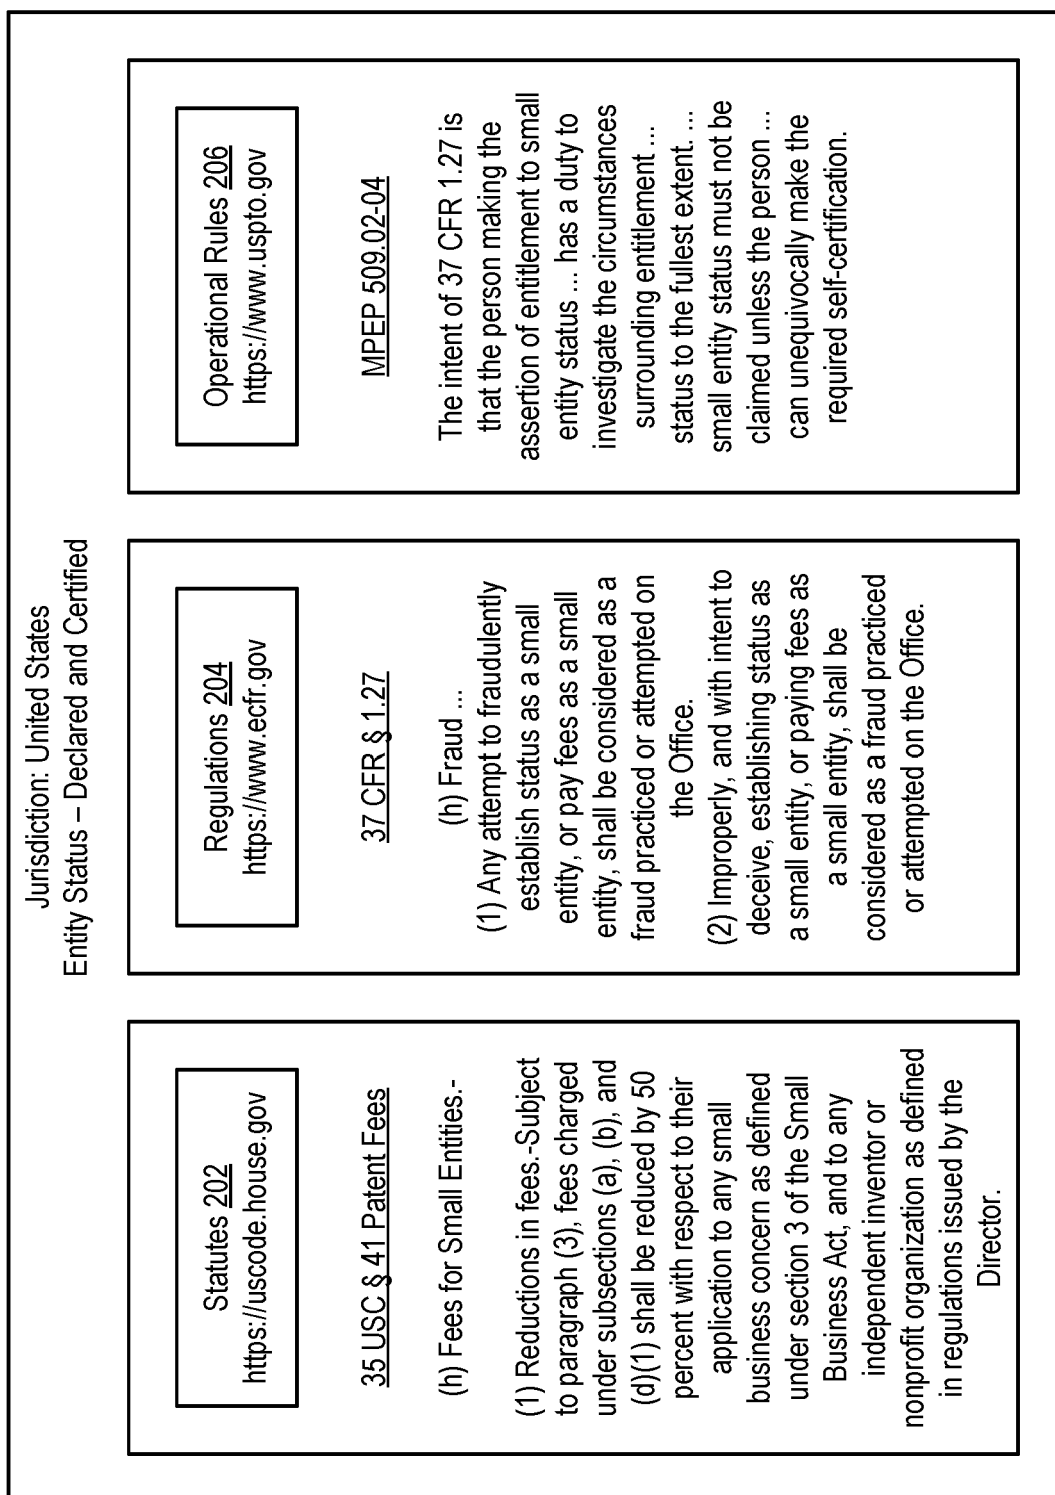 Jurisdiction: United States
Entity Status – Declared and Certified
Statutes 202
https://uscode.house.gov
35 USC § 41 Patent Fees
(h) Fees for Small Entities.-
(1) Reductions in fees.-Subject
to paragraph (3), fees charged
under subsections (a), (b), and
(d)(1) shall be reduced by 50
percent with respect to their
application to any small
business concern as defined
under section 3 of the Small
Business Act, and to any
independent inventor or
nonprofit organization as defined
in regulations issued by the
Director.
Regulations 204
https://www.ecfr.gov
37 CFR § 1.27
(h) Fraud ...
(1) Any attempt to fraudulently
establish status as a small
entity, or pay fees as a small
entity, shall be considered as a
fraud practiced or attempted on
the Office.
(2) Improperly, and with intent to
deceive, establishing status as
a small entity, or paying fees as
a small entity, shall be
considered as a fraud practiced
or attempted on the Office.
Operational Rules 206
https://www.uspto.gov
MPEP 509.02-04
The intent of 37 CFR 1.27 is
that the person making the
assertion of entitlement to small
entity status ... has a duty to
investigate the circumstances
surrounding entitlement ...
status to the fullest extent. ...
small entity status must not be
claimed unless the person ...
can unequivocally make the
required self-certification.